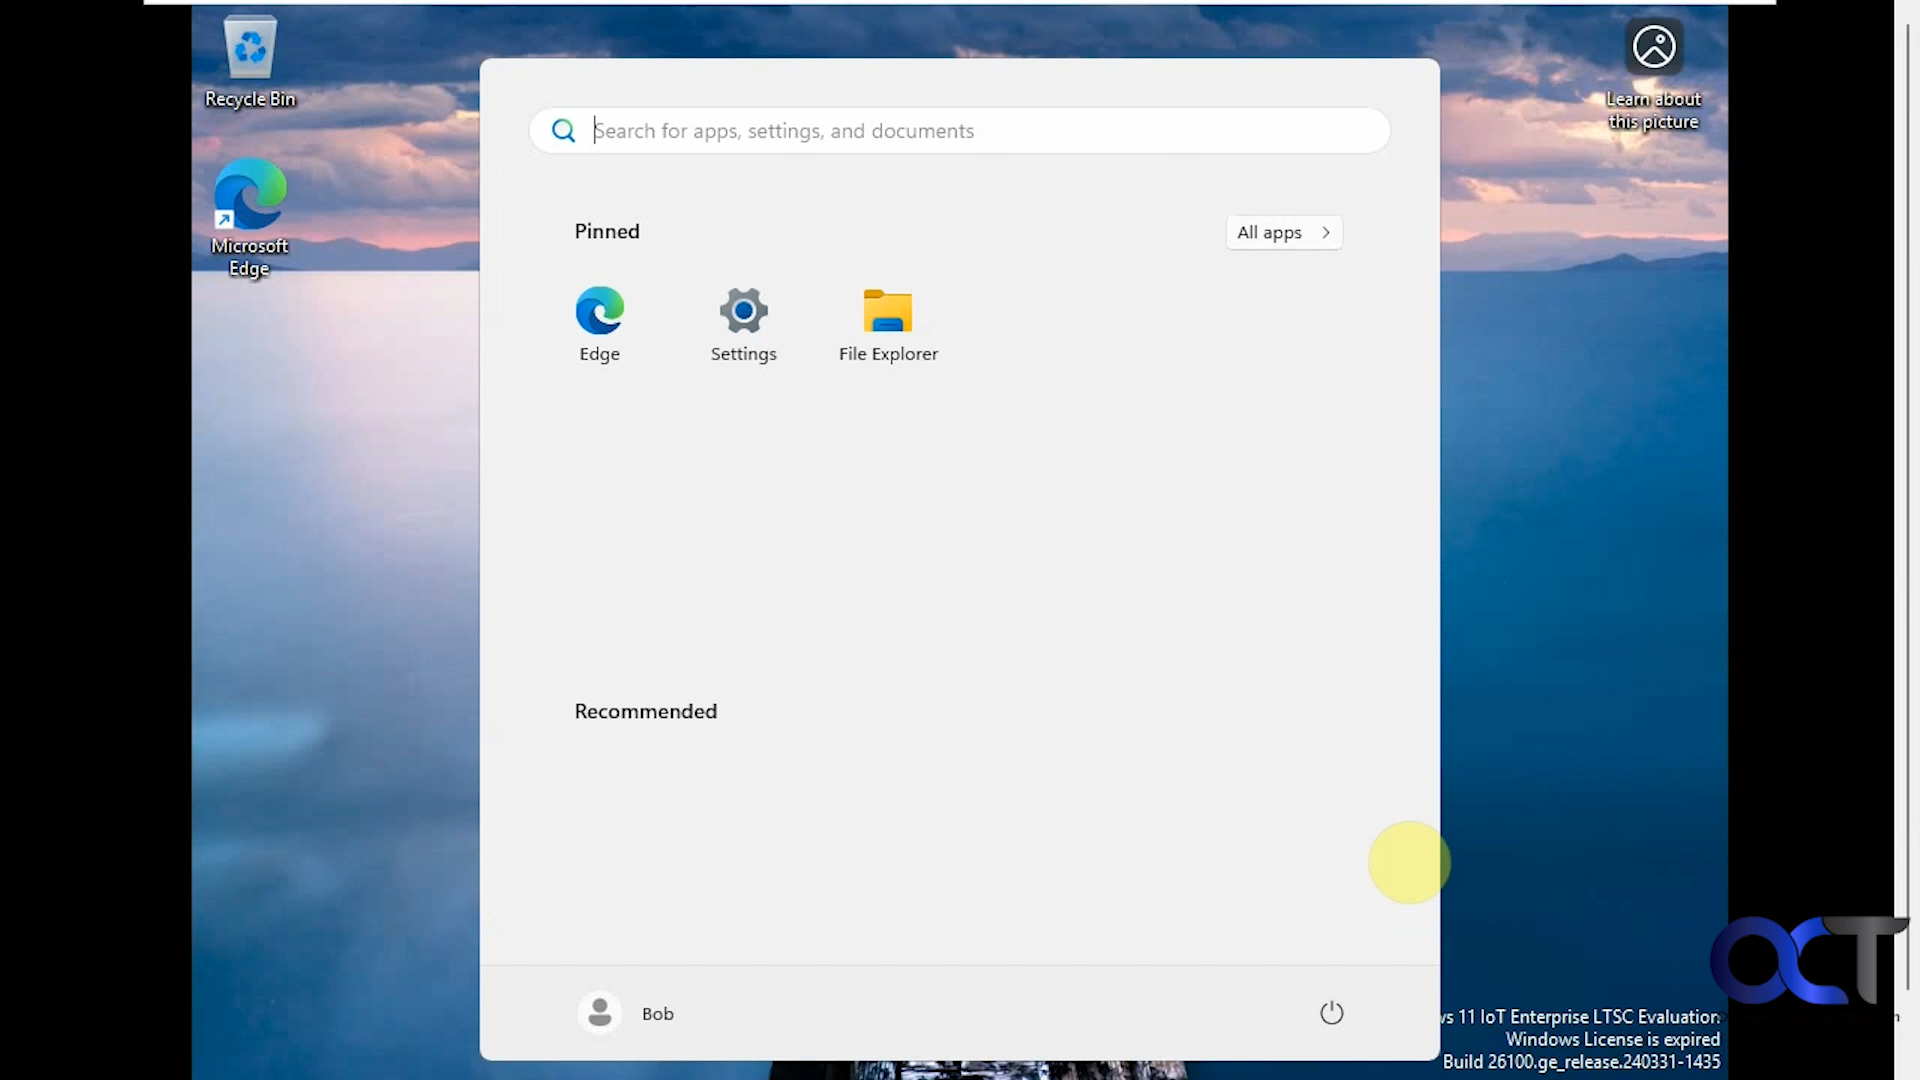 Recycle Bin
Microsoft
Edge
Learn about
this picture
Search for apps, settings, and documents
Pinned
All apps
Edge
Settings
File Explorer
Recommended
Bob
11 IoT Enterprise LTSC Evaluation
Windows License is expired
Build 26100.ge_release.240331-1435
OCT